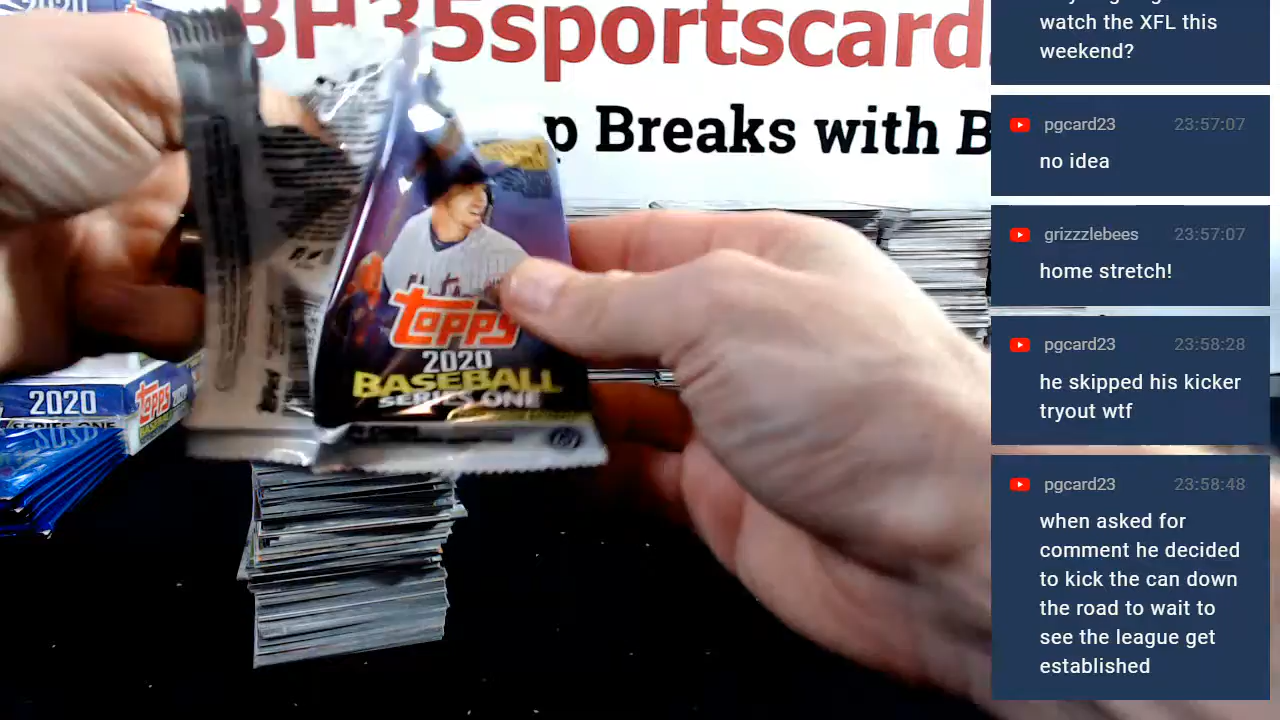 BH35sportscard
p Breaks with B
topps
2020
BASEBALL
SERIES ONE
2020
topps
SERIES ONE
watch the XFL this
weekend?
pgcard23 23:57:07
no idea
grizzzlebees 23:57:07
home stretch!
pgcard23 23:58:28
he skipped his kicker
tryout wtf
pgcard23 23:58:48
when asked for
comment he decided
to kick the can down
the road to wait to
see the league get
established